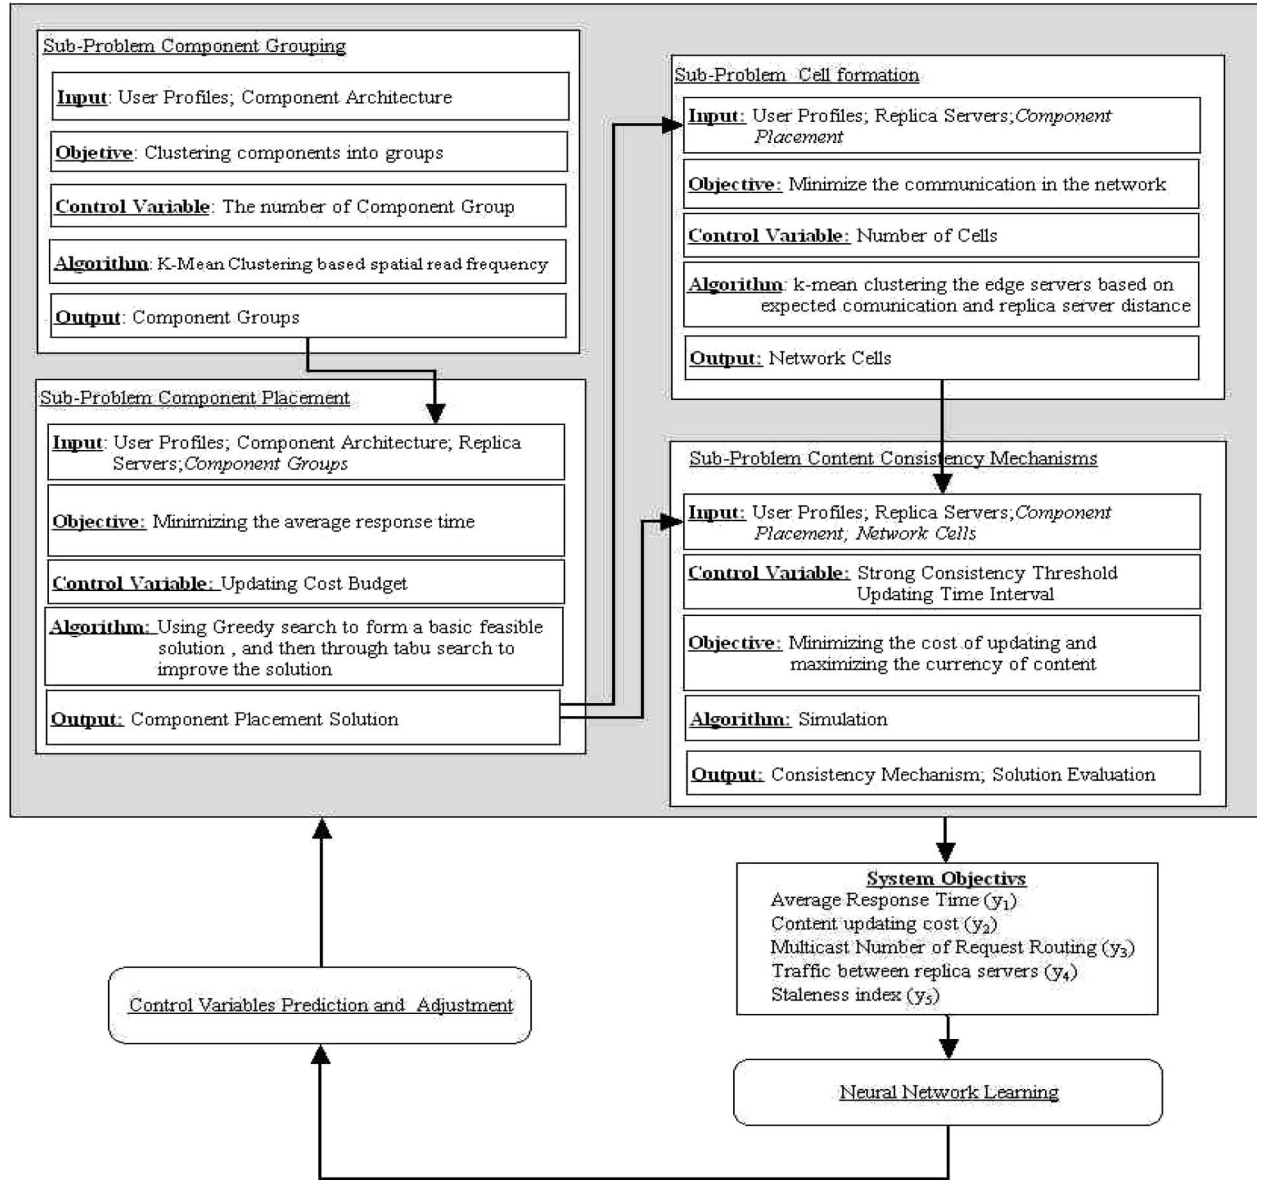 Sub-Problem Component Grouping
Input: User Profiles; Component Architecture
Objetive: Clustering components into groups
Control Variable: The number of Component Group
Algorithm: K-Mean Clustering based spatial read frequency
Output: Component Groups
Sub-Problem Component Placement
Input: User Profiles; Component Architecture; Replica
Servers;Component Groups
Objective: Minimizing the average response time
Control Variable: Updating Cost Budget
Algorithm: Using Greedy search to form a basic feasible
solution , and then through tabu search to
improve the solution
Output: Component Placement Solution
Sub-Problem Cell formation
Input: User Profiles; Replica Servers;Component
Placement
Objective: Minimize the communication in the network
Control Variable: Number of Cells
Algorithm: k-mean clustering the edge servers based on
expected comunication and replica server distance
Output: Network Cells
Sub-Problem Content Consistency Mechanisms
Input: User Profiles; Replica Servers;Component
Placement; Network Cells
Control Variable: Strong Consistency Threshold
Updating Time Interval
Objective: Minimizing the cost of updating and
maximizing the currency of content
Algorithm: Simulation
Output: Consistency Mechanism; Solution Evaluation
System Objectivs
Average Response Time (y₁)
Content updating cost (y₂)
Multicast Number of Request Routing (y₃)
Traffic between replica servers (y₄)
Staleness index (y₅)
Neural Network Learning
Control Variables Prediction and Adjustment